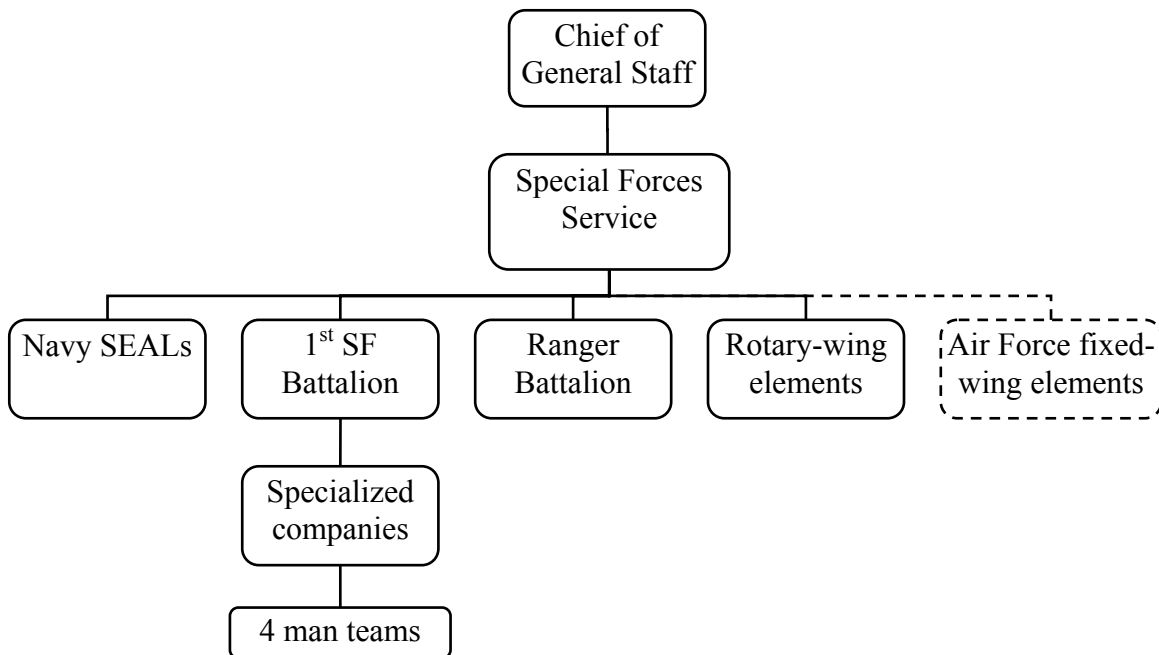 Chief of
General Staff
Special Forces
Service
Navy SEALs
1st SF
Battalion
Ranger
Battalion
Rotary-wing
elements
Air Force fixed-
wing elements
Specialized
companies
4 man teams